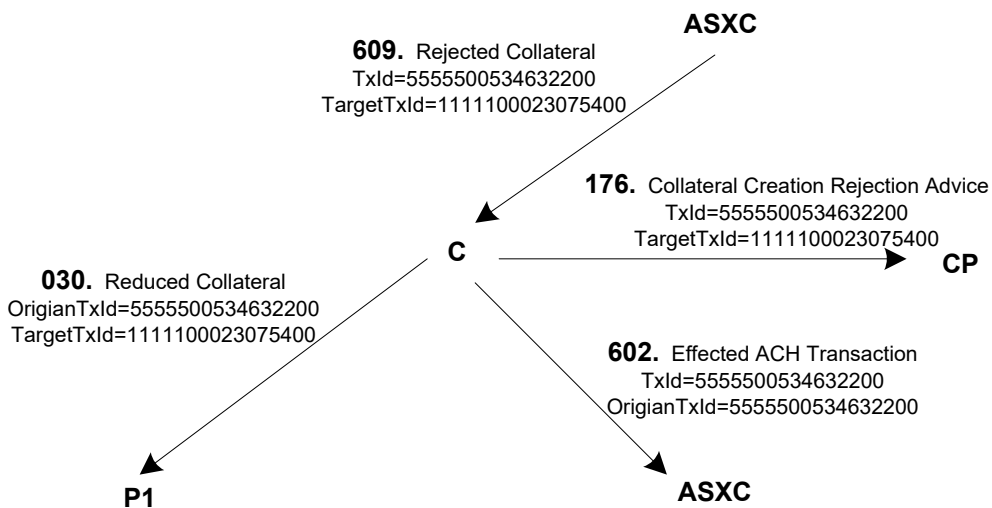 ASXC
609. Rejected Collateral
TxId=5555500534632200
TargetTxId=1111100023075400
176. Collateral Creation Rejection Advice
TxId=5555500534632200
TargetTxId=1111100023075400
C
CP
030. Reduced Collateral
OrigianTxId=5555500534632200
TargetTxId=1111100023075400
602. Effected ACH Transaction
TxId=5555500534632200
OrigianTxId=5555500534632200
P1
ASXC